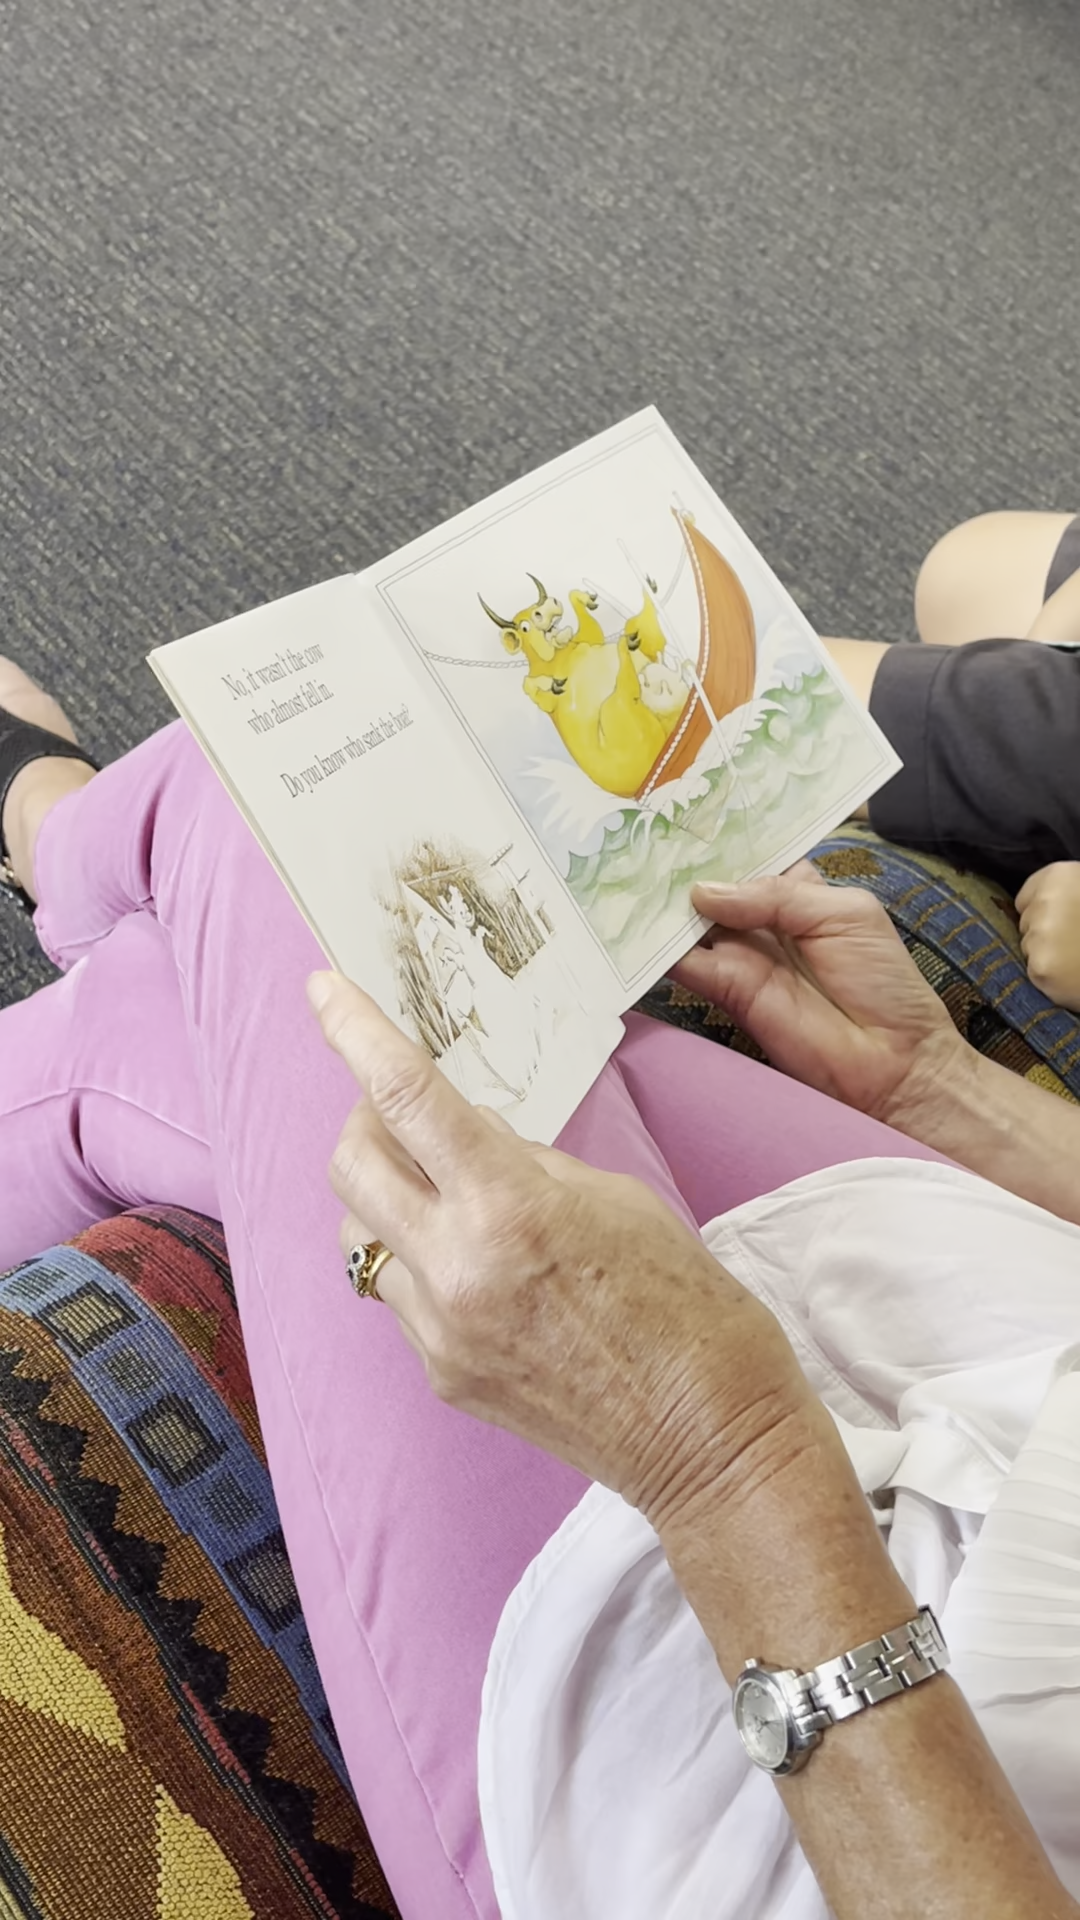 No, it wasn't the cow
who almost fell in.
Do you know who sank the boat?